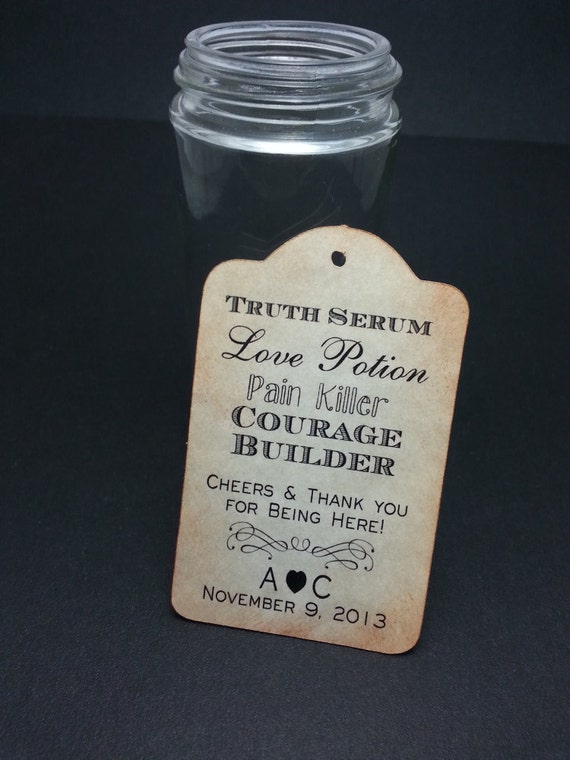 Truth Serum
Love Potion
Pain Killer
Courage
Builder
Cheers & Thank you
for Being Here!
A♥C
November 9, 2013